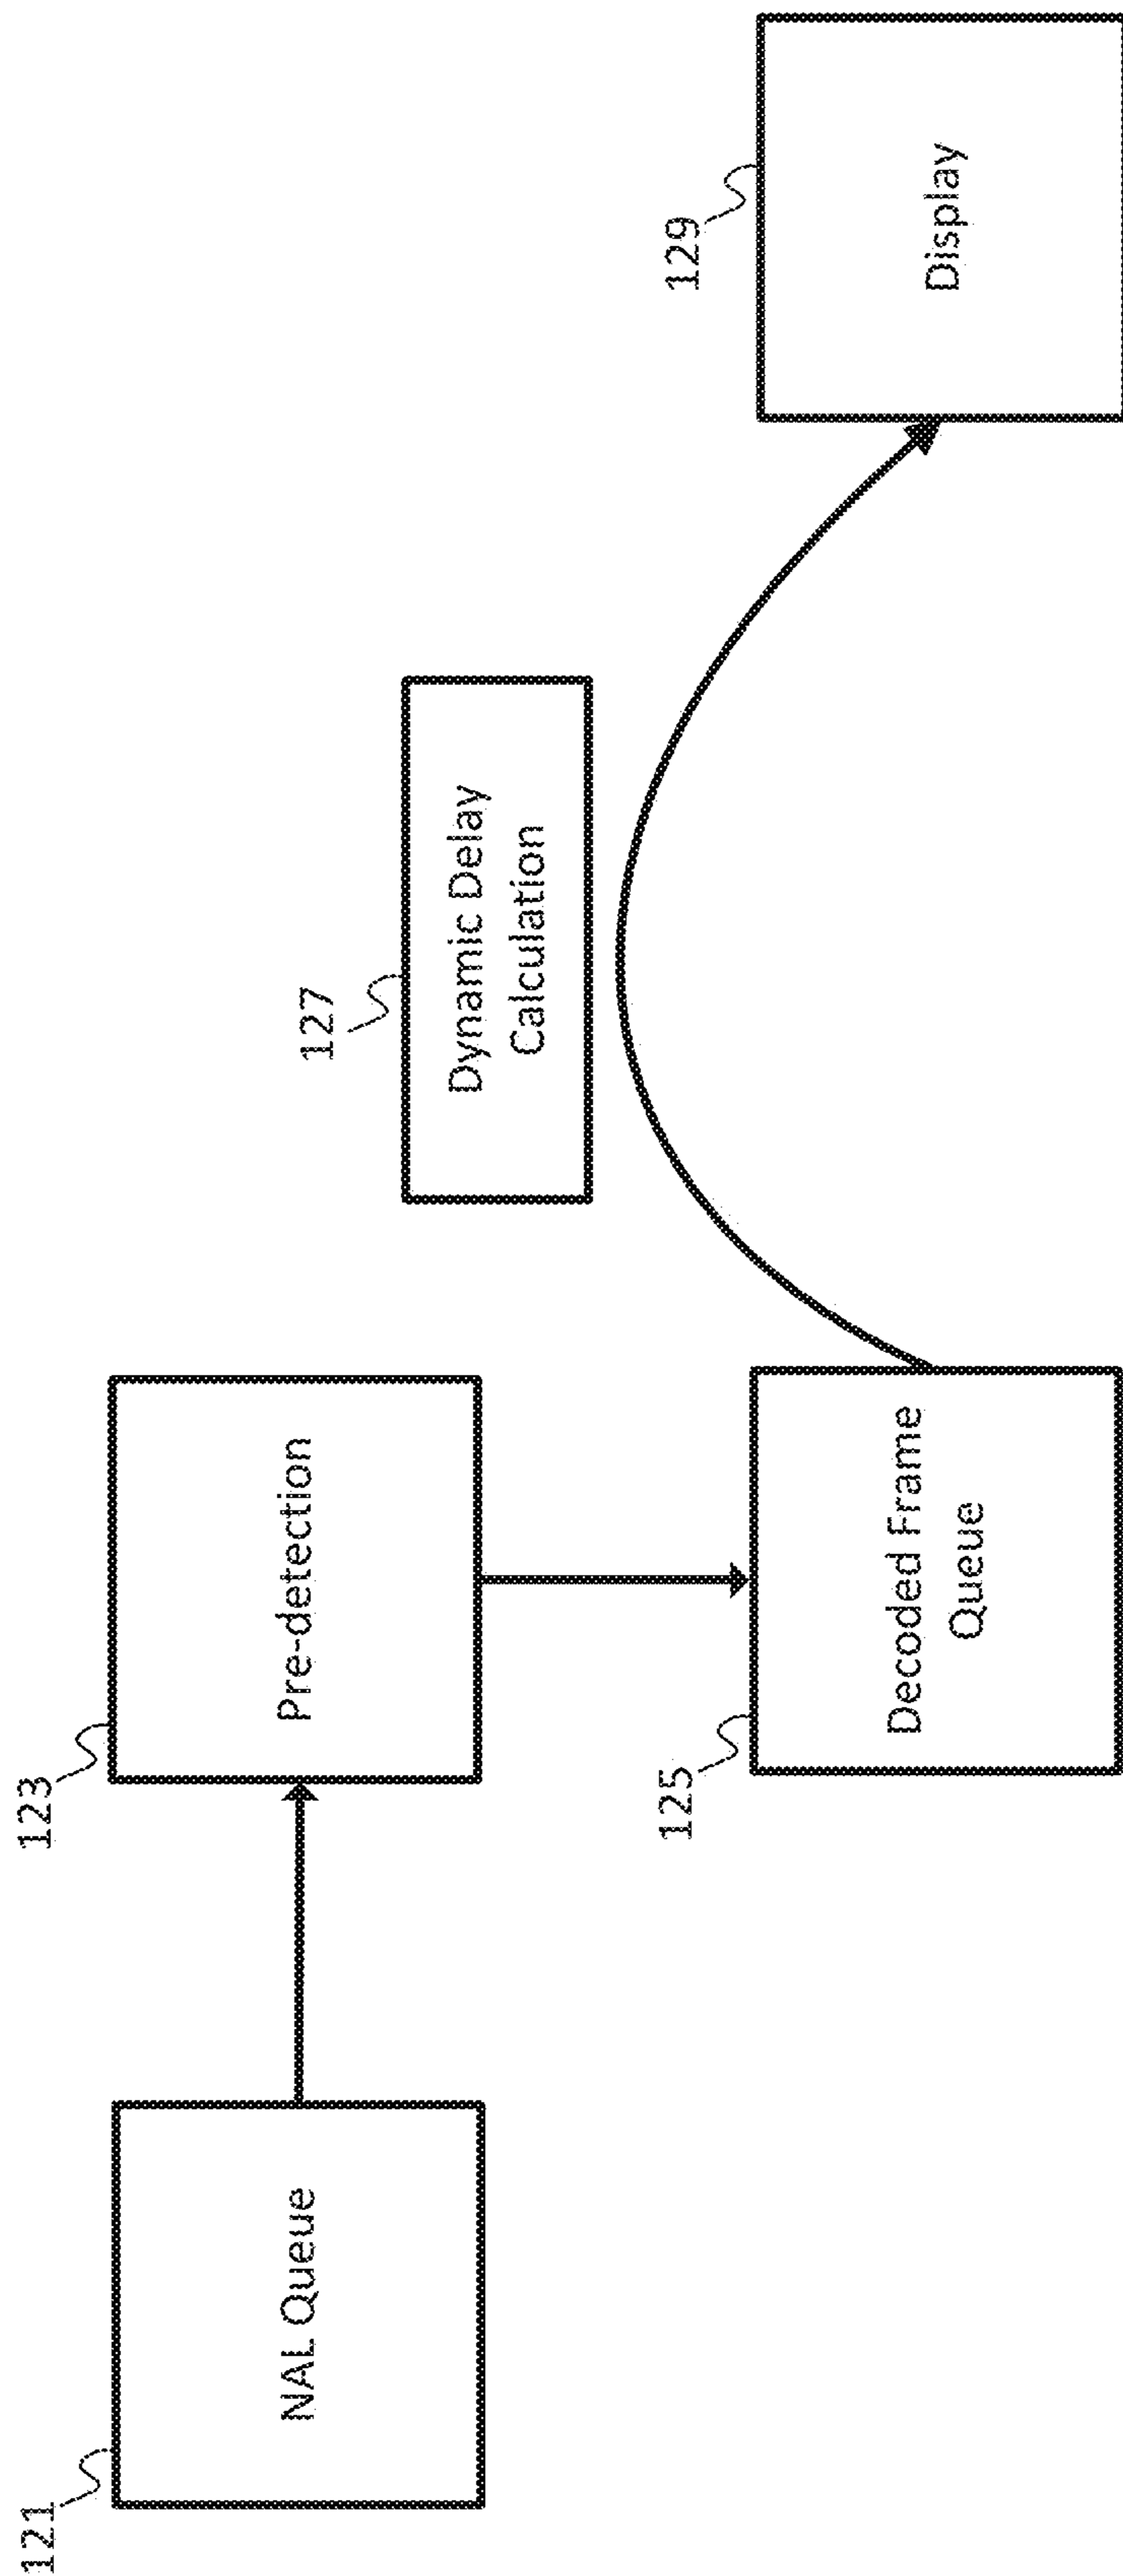 121
NAL Queue
123
Pre-detection
125
Decoded Frame
Queue
127
Dynamic Delay
Calculation
129
Display